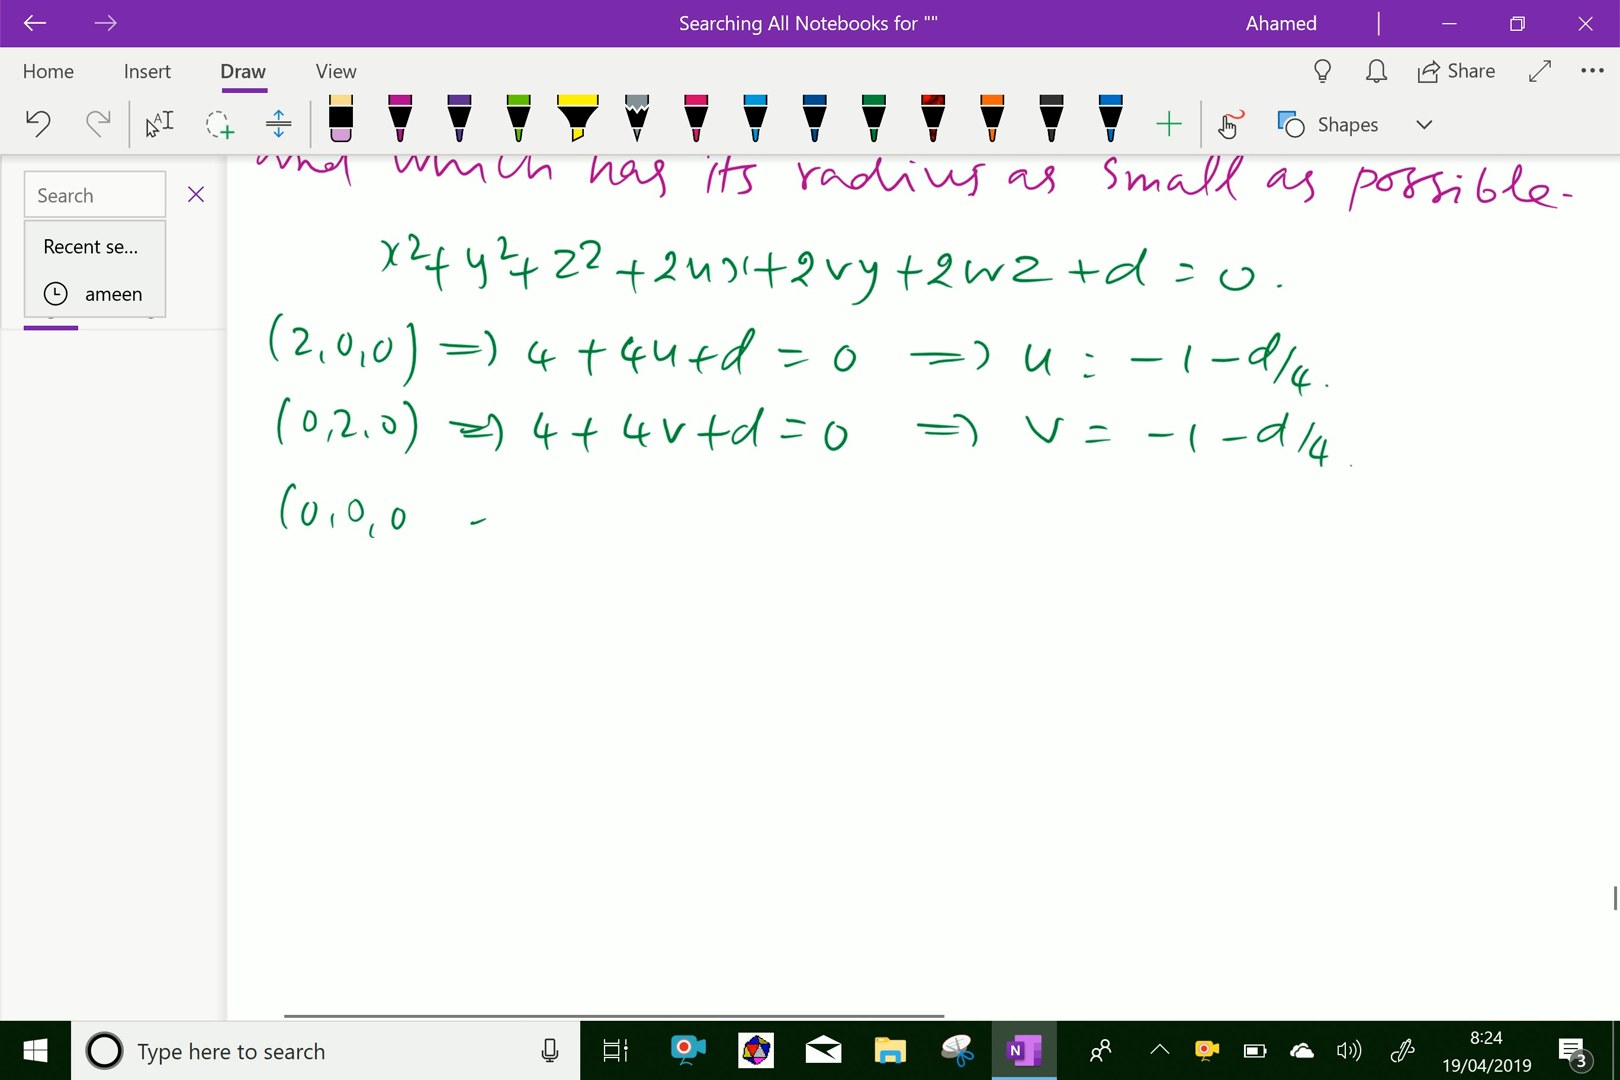 Searching All Notebooks for ""
Ahamed
Home Insert Draw View
Share
Shapes
Search
Recent se...
ameen
and which has its radius as small as possible.
x²+y²+z²+2ux+2vy+2wz+d=0.
(2,0,0) => 4+4u+d=0 => u = -1-d/4.
(0,2,0) => 4+4v+d=0 => v = -1-d/4.
(0,0,0 -
Type here to search
8:24
19/04/2019
3